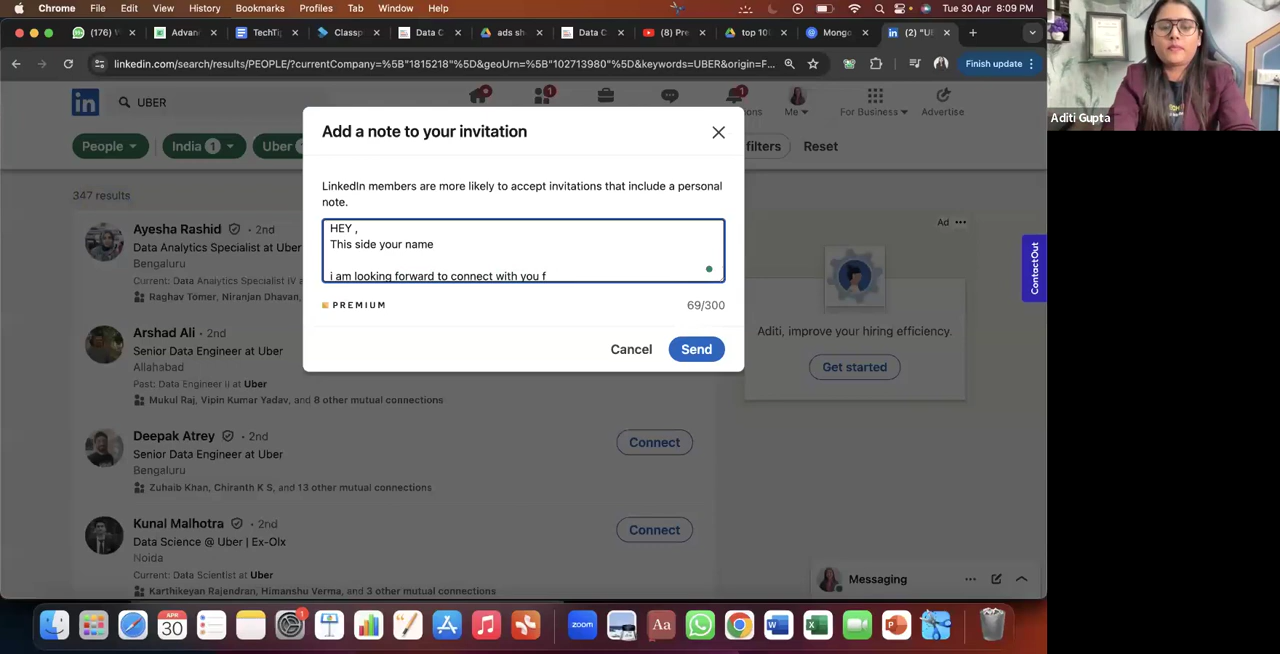 Chrome File Edit View History Bookmarks Profiles Tab Window Help
Tue 30 Apr 8:09 PM
(176) W
Advan
TechTi
Classp
Data C
ads sh
Data C
(8) Pre
top 10
Mongo
(2) "UB
linkedin.com/search/results/PEOPLE/?currentCompany=%5B"1815218"%5D&geoUrn=%5B"102713980"%5D&keywords=UBER&origin=F...
Finish update
in
UBER
1
1
ons
Me
For Business
Advertise
People
India 1
Uber
filters
Reset
347 results
Add a note to your invitation
LinkedIn members are more likely to accept invitations that include a personal
note.
HEY ,
This side your name
i am looking forward to connect with you f
PREMIUM
69/300
Cancel
Send
Ayesha Rashid • 2nd
Data Analytics Specialist at Uber
Bengaluru
Current: Data Analytics Specialist IV a
Raghav Tomer, Niranjan Dhavan,
Arshad Ali • 2nd
Senior Data Engineer at Uber
Allahabad
Past: Data Engineer II at Uber
Mukul Raj, Vipin Kumar Yadav, and 8 other mutual connections
Deepak Atrey • 2nd
Senior Data Engineer at Uber
Bengaluru
Zuhaib Khan, Chiranth K S, and 13 other mutual connections
Connect
Kunal Malhotra • 2nd
Data Science @ Uber | Ex-Olx
Noida
Current: Data Scientist at Uber
Karthikeyan Rajendran, Himanshu Verma, and 3 other mutual connections
Connect
Ad
Aditi, improve your hiring efficiency.
Get started
ContactOut
Messaging
APR
30
1
zoom
Aa
Aditi Gupta